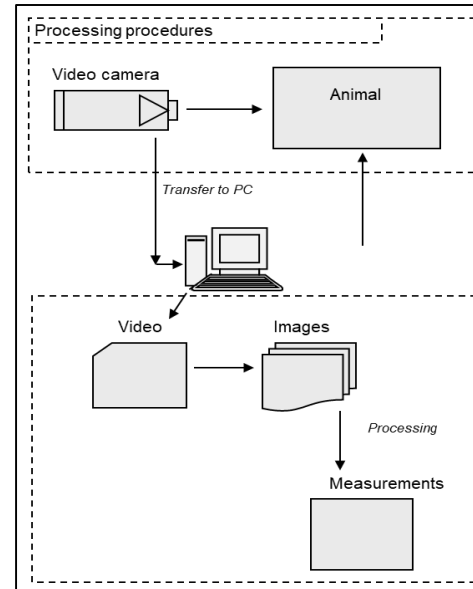 Processing procedures
Video camera
Animal
Transfer to PC
Video
Images
Processing
Measurements